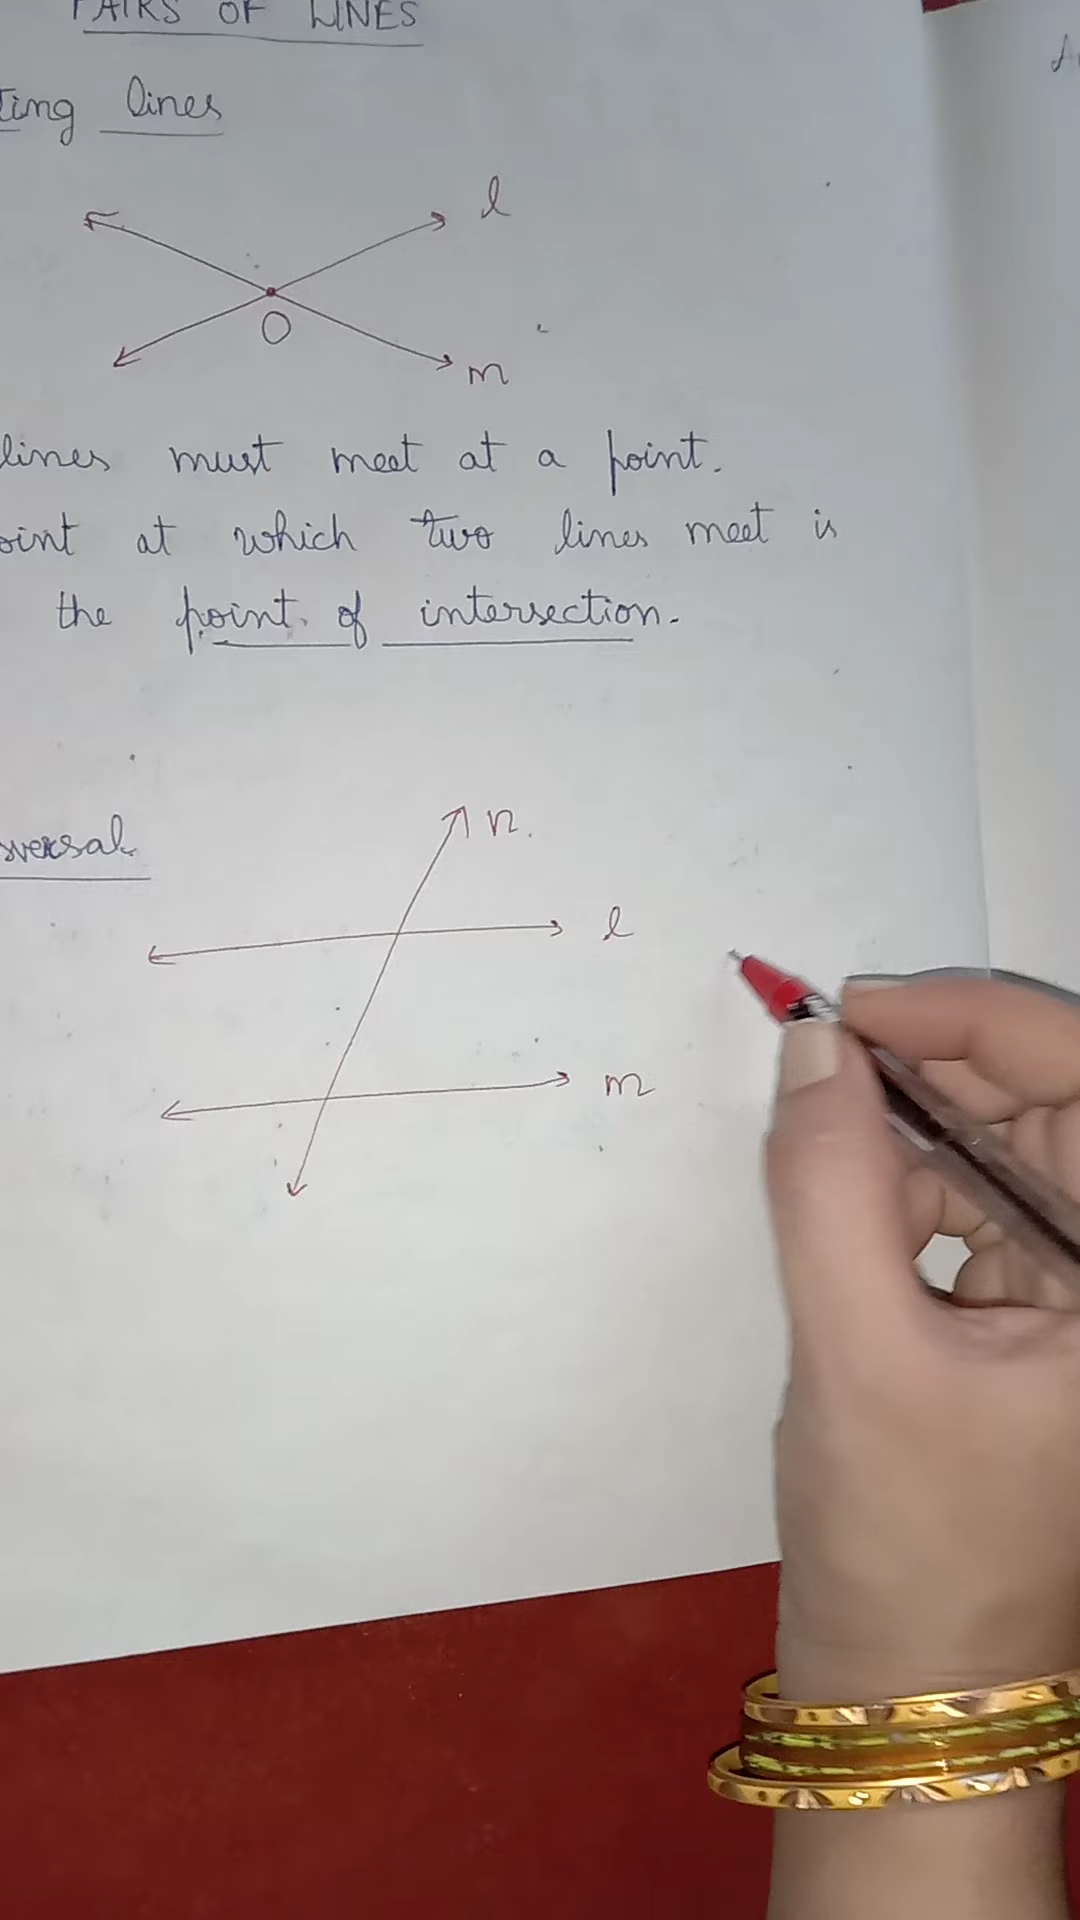 PAIRS OF LINES
ting lines
l
O
m
lines must meet at a point.
oint at which two lines meet is
the point of intersection.
n.
sversal
l
m